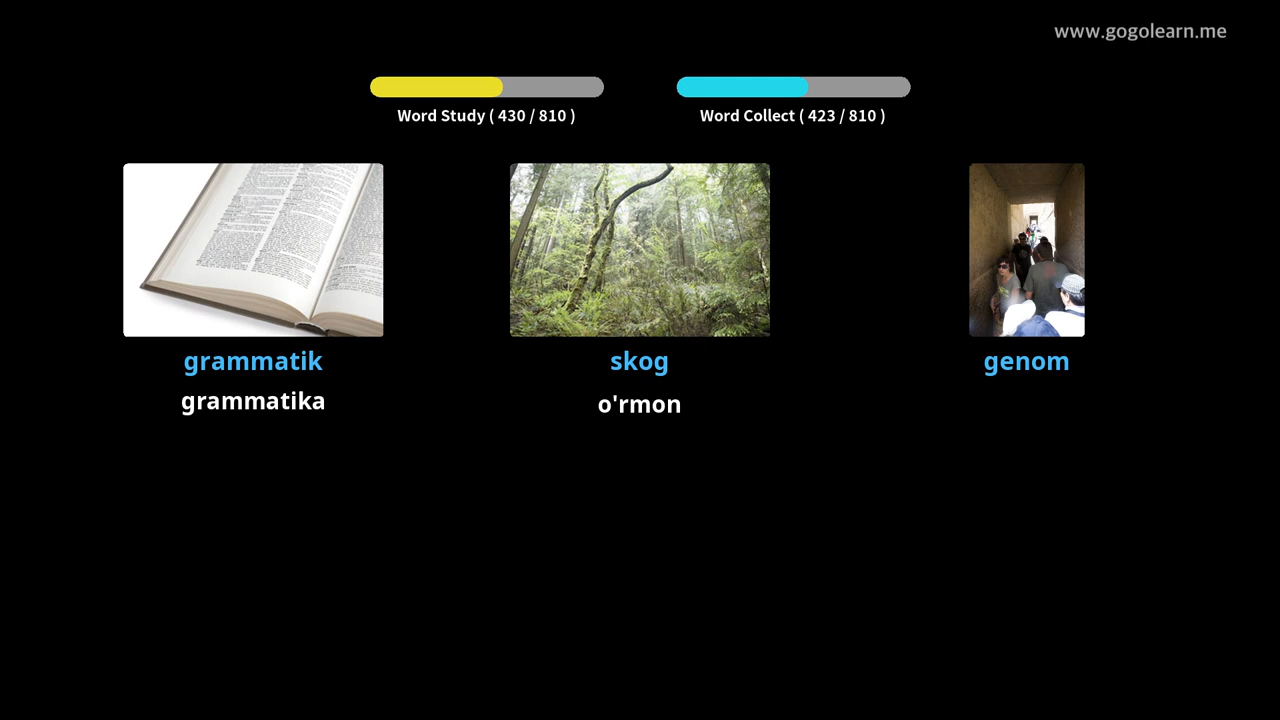 www.gogolearn.me
Word Study ( 430 / 810 )
Word Collect ( 423 / 810 )
grammatik
grammatika
skog
o'rmon
genom